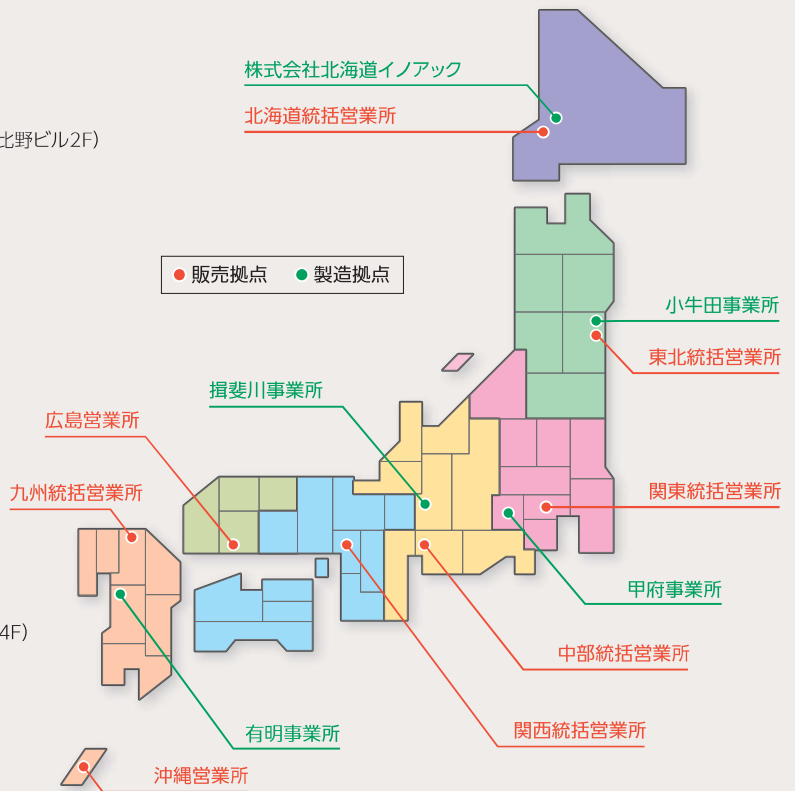 株式会社北海道イノアック
北海道統括営業所
比野ビル2F)
● 販売拠点 ● 製造拠点
小牛田事業所
東北統括営業所
揖斐川事業所
広島営業所
九州統括営業所
関東統括営業所
甲府事業所
4F)
中部統括営業所
関西統括営業所
有明事業所
沖縄営業所